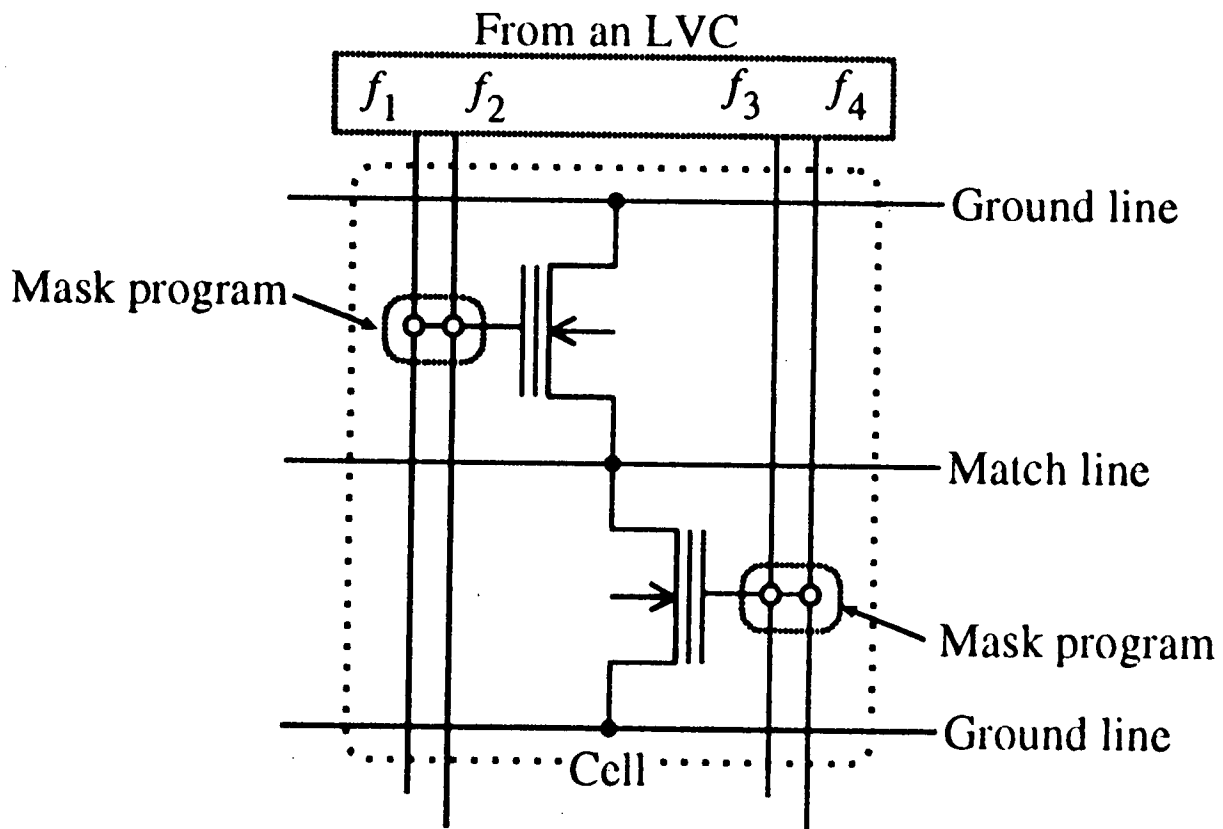 From an LVC
f1 f2 f3 f4
Ground line
Mask program
Match line
Mask program
Ground line
Cell